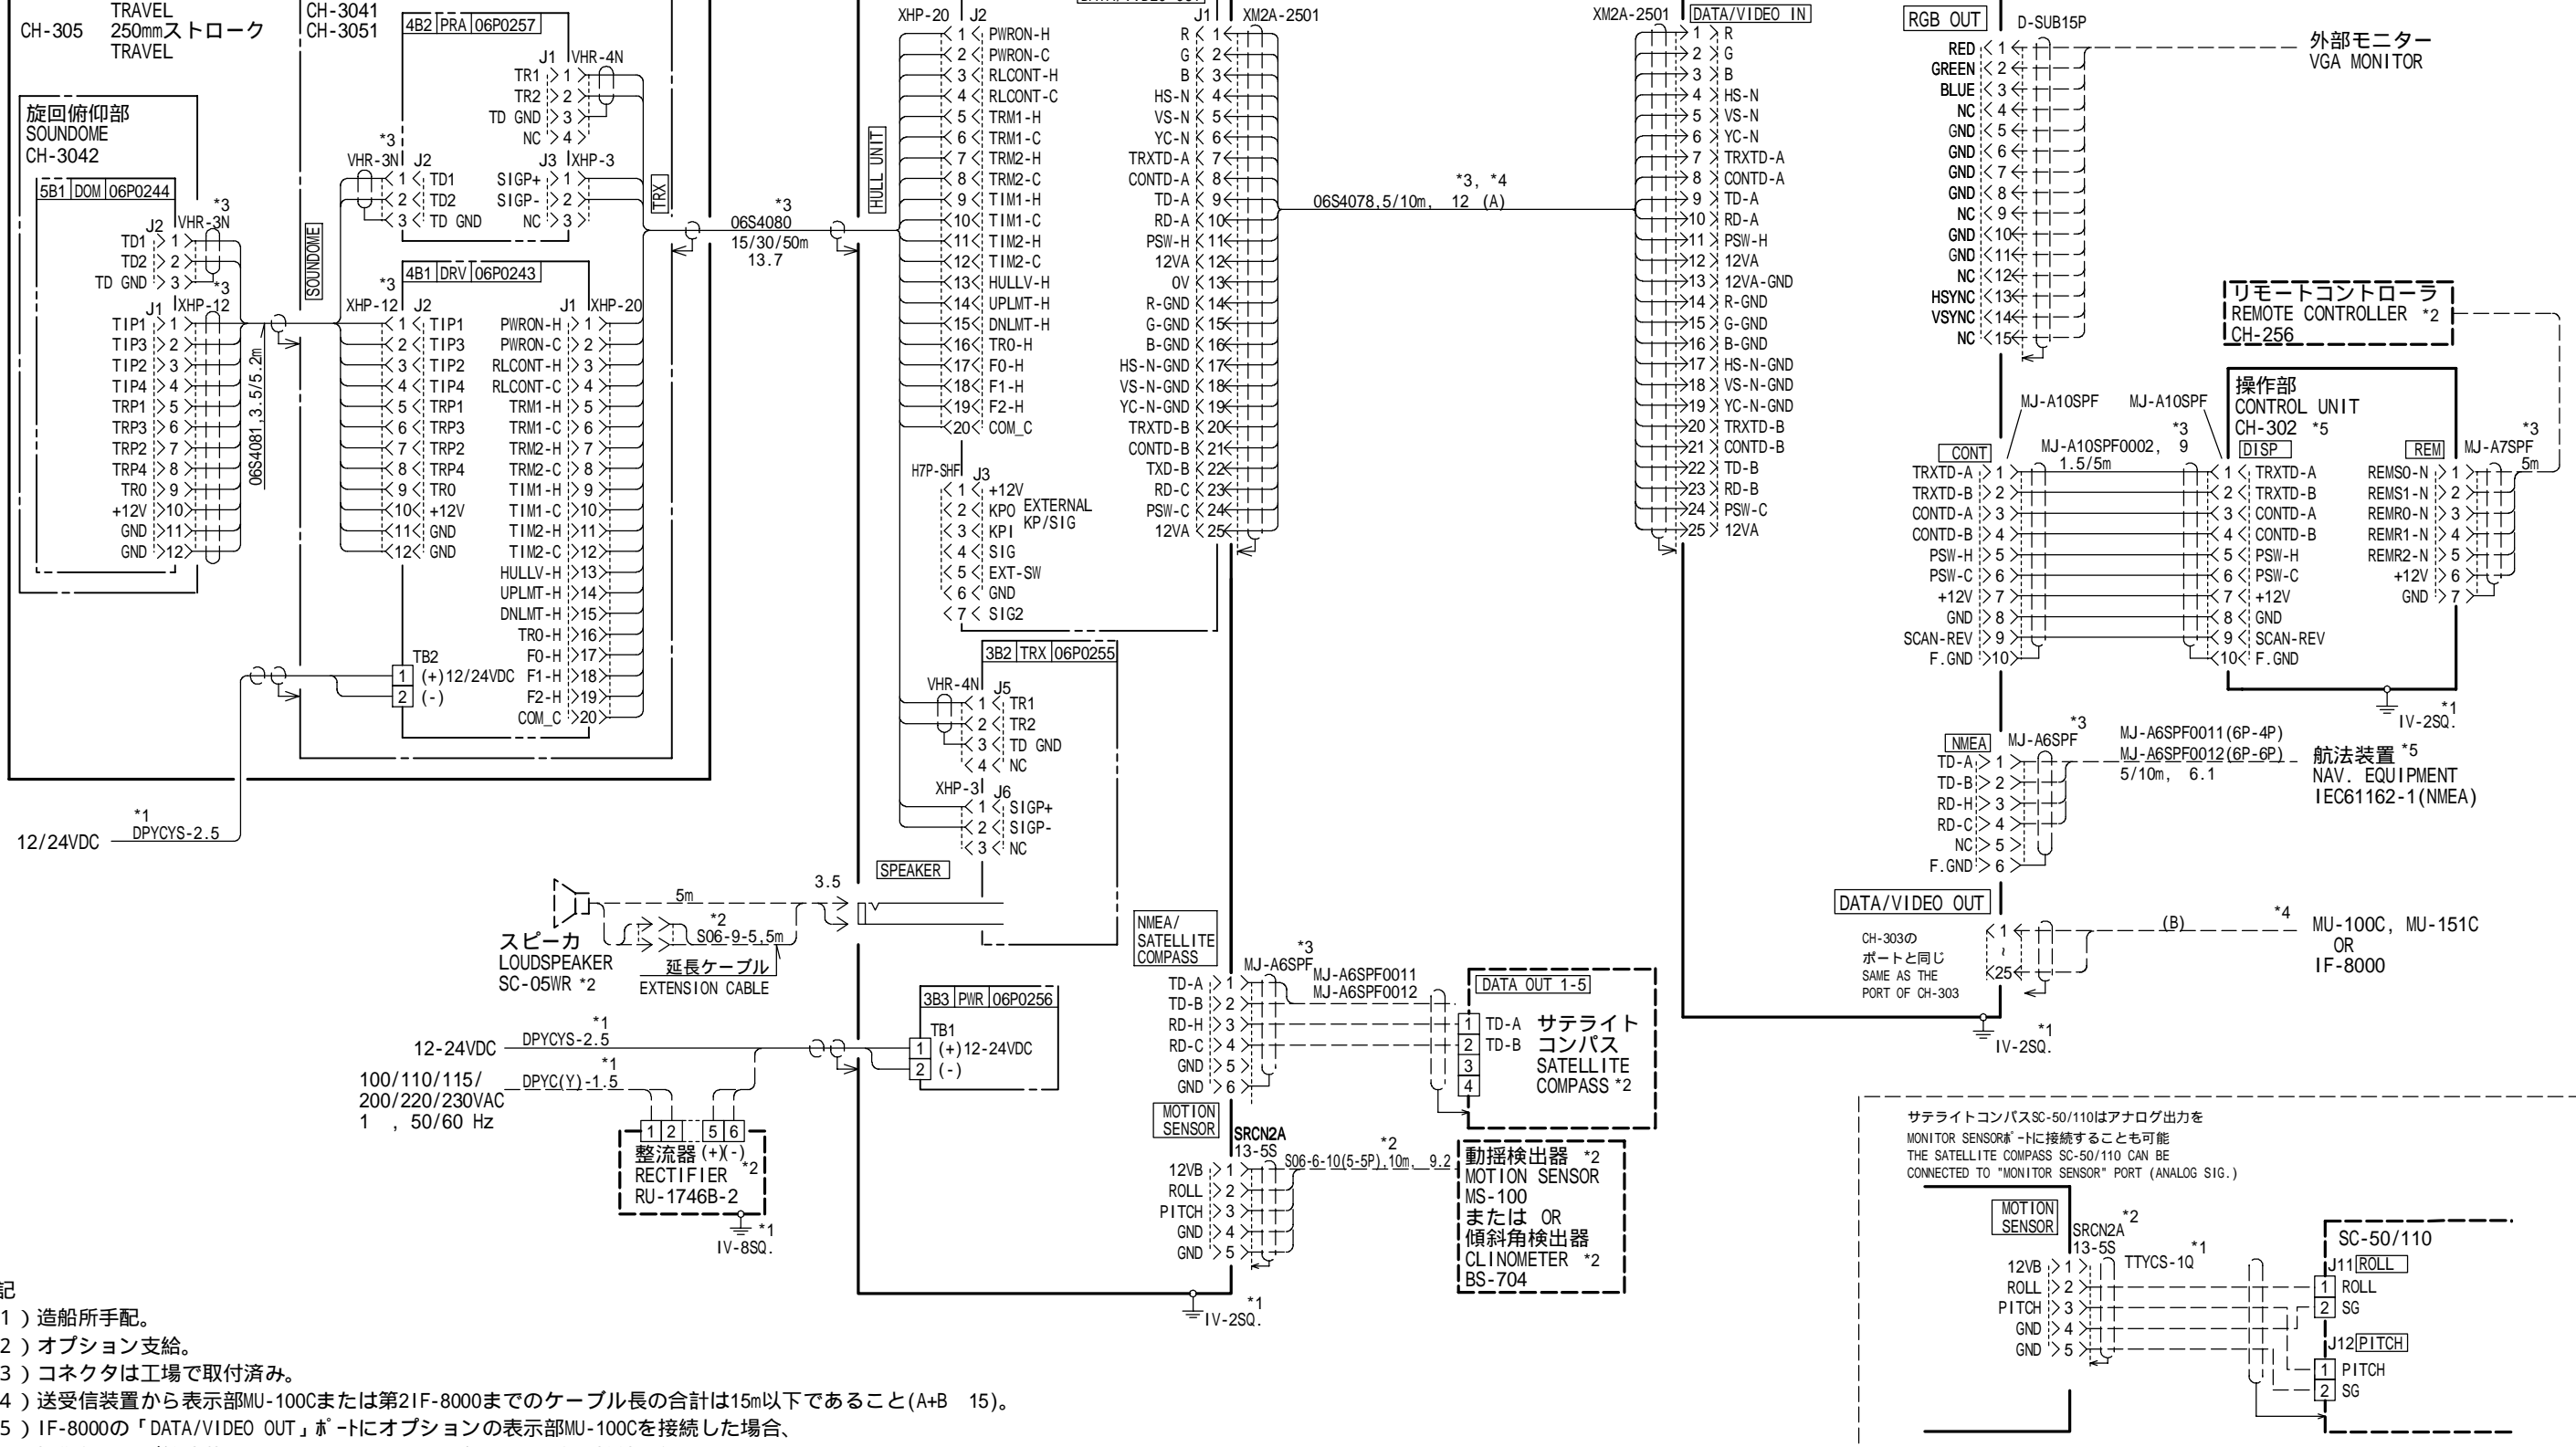 TRAVEL
CH-305 250mmストローク
TRAVEL
CH-3041
CH-3051
旋回俯仰部
SOUNDOME
CH-3042
5B1 DOM 06P0244
*3
J2 VHR-3N
TD1 1
TD2 2
TD GND 3
*3
J1 XHP-12
TIP1 1
TIP3 2
TIP2 3
TIP4 4
TRP1 5
TRP3 6
TRP2 7
TRP4 8
TR0 9
+12V 10
GND 11
GND 12
06S4081,3.5/5.2m
SOUNDOME
4B2 PRA 06P0257
J1 VHR-4N
TR1 1
TR2 2
TD GND 3
NC 4
*3
VHR-3N J2
1 TD1
2 TD2
3 TD GND
J3 XHP-3
SIGP+ 1
SIGP- 2
NC 3
TRX
4B1 DRV 06P0243
*3
XHP-12 J2
1 TIP1
2 TIP3
3 TIP2
4 TIP4
5 TRP1
6 TRP3
7 TRP2
8 TRP4
9 TR0
10 +12V
11 GND
12 GND
J1 XHP-20
PWRON-H 1
PWRON-C 2
RLCONT-H 3
RLCONT-C 4
TRM1-H 5
TRM1-C 6
TRM2-H 7
TRM2-C 8
TIM1-H 9
TIM1-C 10
TIM2-H 11
TIM2-C 12
HULLV-H 13
UPLMT-H 14
DNLMT-H 15
TR0-H 16
F0-H 17
F1-H 18
F2-H 19
COM_C 20
TB2
1 (+)12/24VDC
2 (-)
*1
12/24VDC DPYCYS-2.5
*3
06S4080
15/30/50m
13.7
HULL UNIT
XHP-20 J2
1 PWRON-H
2 PWRON-C
3 RLCONT-H
4 RLCONT-C
5 TRM1-H
6 TRM1-C
7 TRM2-H
8 TRM2-C
9 TIM1-H
10 TIM1-C
11 TIM2-H
12 TIM2-C
13 HULLV-H
14 UPLMT-H
15 DNLMT-H
16 TR0-H
17 F0-H
18 F1-H
19 F2-H
20 COM_C
H7P-SHF J3
1 +12V
2 KPO
3 KPI
4 SIG
5 EXT-SW
6 GND
7 SIG2
EXTERNAL
KP/SIG
J1 XM2A-2501
R 1
G 2
B 3
HS-N 4
VS-N 5
YC-N 6
TRXTD-A 7
CONTD-A 8
TD-A 9
RD-A 10
PSW-H 11
12VA 12
0V 13
R-GND 14
G-GND 15
B-GND 16
HS-N-GND 17
VS-N-GND 18
YC-N-GND 19
TRXTD-B 20
CONTD-B 21
TXD-B 22
RD-C 23
PSW-C 24
12VA 25
3B2 TRX 06P0255
VHR-4N J5
1 TR1
2 TR2
3 TD GND
4 NC
XHP-3 J6
1 SIGP+
2 SIGP-
3 NC
SPEAKER
3.5
5m
*2
S06-9-5,5m
スピーカ
LOUDSPEAKER
SC-05WR *2
延長ケーブル
EXTENSION CABLE
3B3 PWR 06P0256
TB1
1 (+)12-24VDC
2 (-)
*1
12-24VDC DPYCYS-2.5
*1
100/110/115/ DPYC(Y)-1.5
200/220/230VAC
1 , 50/60 Hz
1 2 5 6
整流器 (+)(-)
RECTIFIER *2
RU-1746B-2
*1
IV-8SQ.
NMEA/
SATELLITE
COMPASS
*3
MJ-A6SPF
TD-A 1
TD-B 2
RD-H 3
RD-C 4
GND 5
GND 6
MJ-A6SPF0011
MJ-A6SPF0012
DATA OUT 1-5
1 TD-A
2 TD-B
3
4
サテライト
コンパス
SATELLITE
COMPASS *2
MOTION
SENSOR
SRCN2A
13-5S
12VB 1
ROLL 2
PITCH 3
GND 4
GND 5
*2
S06-6-10(5-5P),10m, 9.2
動揺検出器 *2
MOTION SENSOR
MS-100
または OR
傾斜角検出器
CLINOMETER *2
BS-704
*1
IV-2SQ.
*3, *4
06S4078,5/10m, 12 (A)
XM2A-2501 DATA/VIDEO IN
1 R
2 G
3 B
4 HS-N
5 VS-N
6 YC-N
7 TRXTD-A
8 CONTD-A
9 TD-A
10 RD-A
11 PSW-H
12 12VA
13 12VA-GND
14 R-GND
15 G-GND
16 B-GND
17 HS-N-GND
18 VS-N-GND
19 YC-N-GND
20 TRXTD-B
21 CONTD-B
22 TD-B
23 RD-B
24 PSW-C
25 12VA
RGB OUT D-SUB15P
RED 1
GREEN 2
BLUE 3
NC 4
GND 5
GND 6
GND 7
GND 8
NC 9
GND 10
GND 11
NC 12
HSYNC 13
VSYNC 14
NC 15
外部モニター
VGA MONITOR
リモートコントローラ
REMOTE CONTROLLER *2
CH-256
操作部
CONTROL UNIT
CH-302 *5
MJ-A10SPF MJ-A10SPF
*3
MJ-A10SPF0002, 9
1.5/5m
CONT
TRXTD-A 1
TRXTD-B 2
CONTD-A 3
CONTD-B 4
PSW-H 5
PSW-C 6
+12V 7
GND 8
SCAN-REV 9
F.GND 10
DISP
1 TRXTD-A
2 TRXTD-B
3 CONTD-A
4 CONTD-B
5 PSW-H
6 PSW-C
7 +12V
8 GND
9 SCAN-REV
10 F.GND
*3
REM MJ-A7SPF
5m
REMS0-N 1
REMS1-N 2
REMR0-N 3
REMR1-N 4
REMR2-N 5
+12V 6
GND 7
*1
IV-2SQ.
*3
NMEA MJ-A6SPF
TD-A 1
TD-B 2
RD-H 3
RD-C 4
NC 5
F.GND 6
MJ-A6SPF0011(6P-4P)
MJ-A6SPF0012(6P-6P)
5/10m, 6.1
航法装置 *5
NAV. EQUIPMENT
IEC61162-1(NMEA)
DATA/VIDEO OUT
CH-303の
ポートと同じ
SAME AS THE
PORT OF CH-303
1
~
25
(B)
*4
MU-100C, MU-151C
OR
IF-8000
*1
IV-2SQ.
サテライトコンパスSC-50/110はアナログ出力を
MONITOR SENSORﾎﾟｰﾄに接続することも可能
THE SATELLITE COMPASS SC-50/110 CAN BE
CONNECTED TO "MONITOR SENSOR" PORT (ANALOG SIG.)
MOTION
SENSOR
*2
SRCN2A
13-5S
*1
TTYCS-1Q
12VB 1
ROLL 2
PITCH 3
GND 4
GND 5
SC-50/110
J11 ROLL
1 ROLL
2 SG
J12 PITCH
1 PITCH
2 SG
記
1）造船所手配。
2）オプション支給。
3）コネクタは工場で取付済み。
4）送受信装置から表示部MU-100Cまたは第2IF-8000までのケーブル長の合計は15m以下であること(A+B 15)。
5）IF-8000の「DATA/VIDEO OUT」ﾎﾟｰﾄにオプションの表示部MU-100Cを接続した場合、